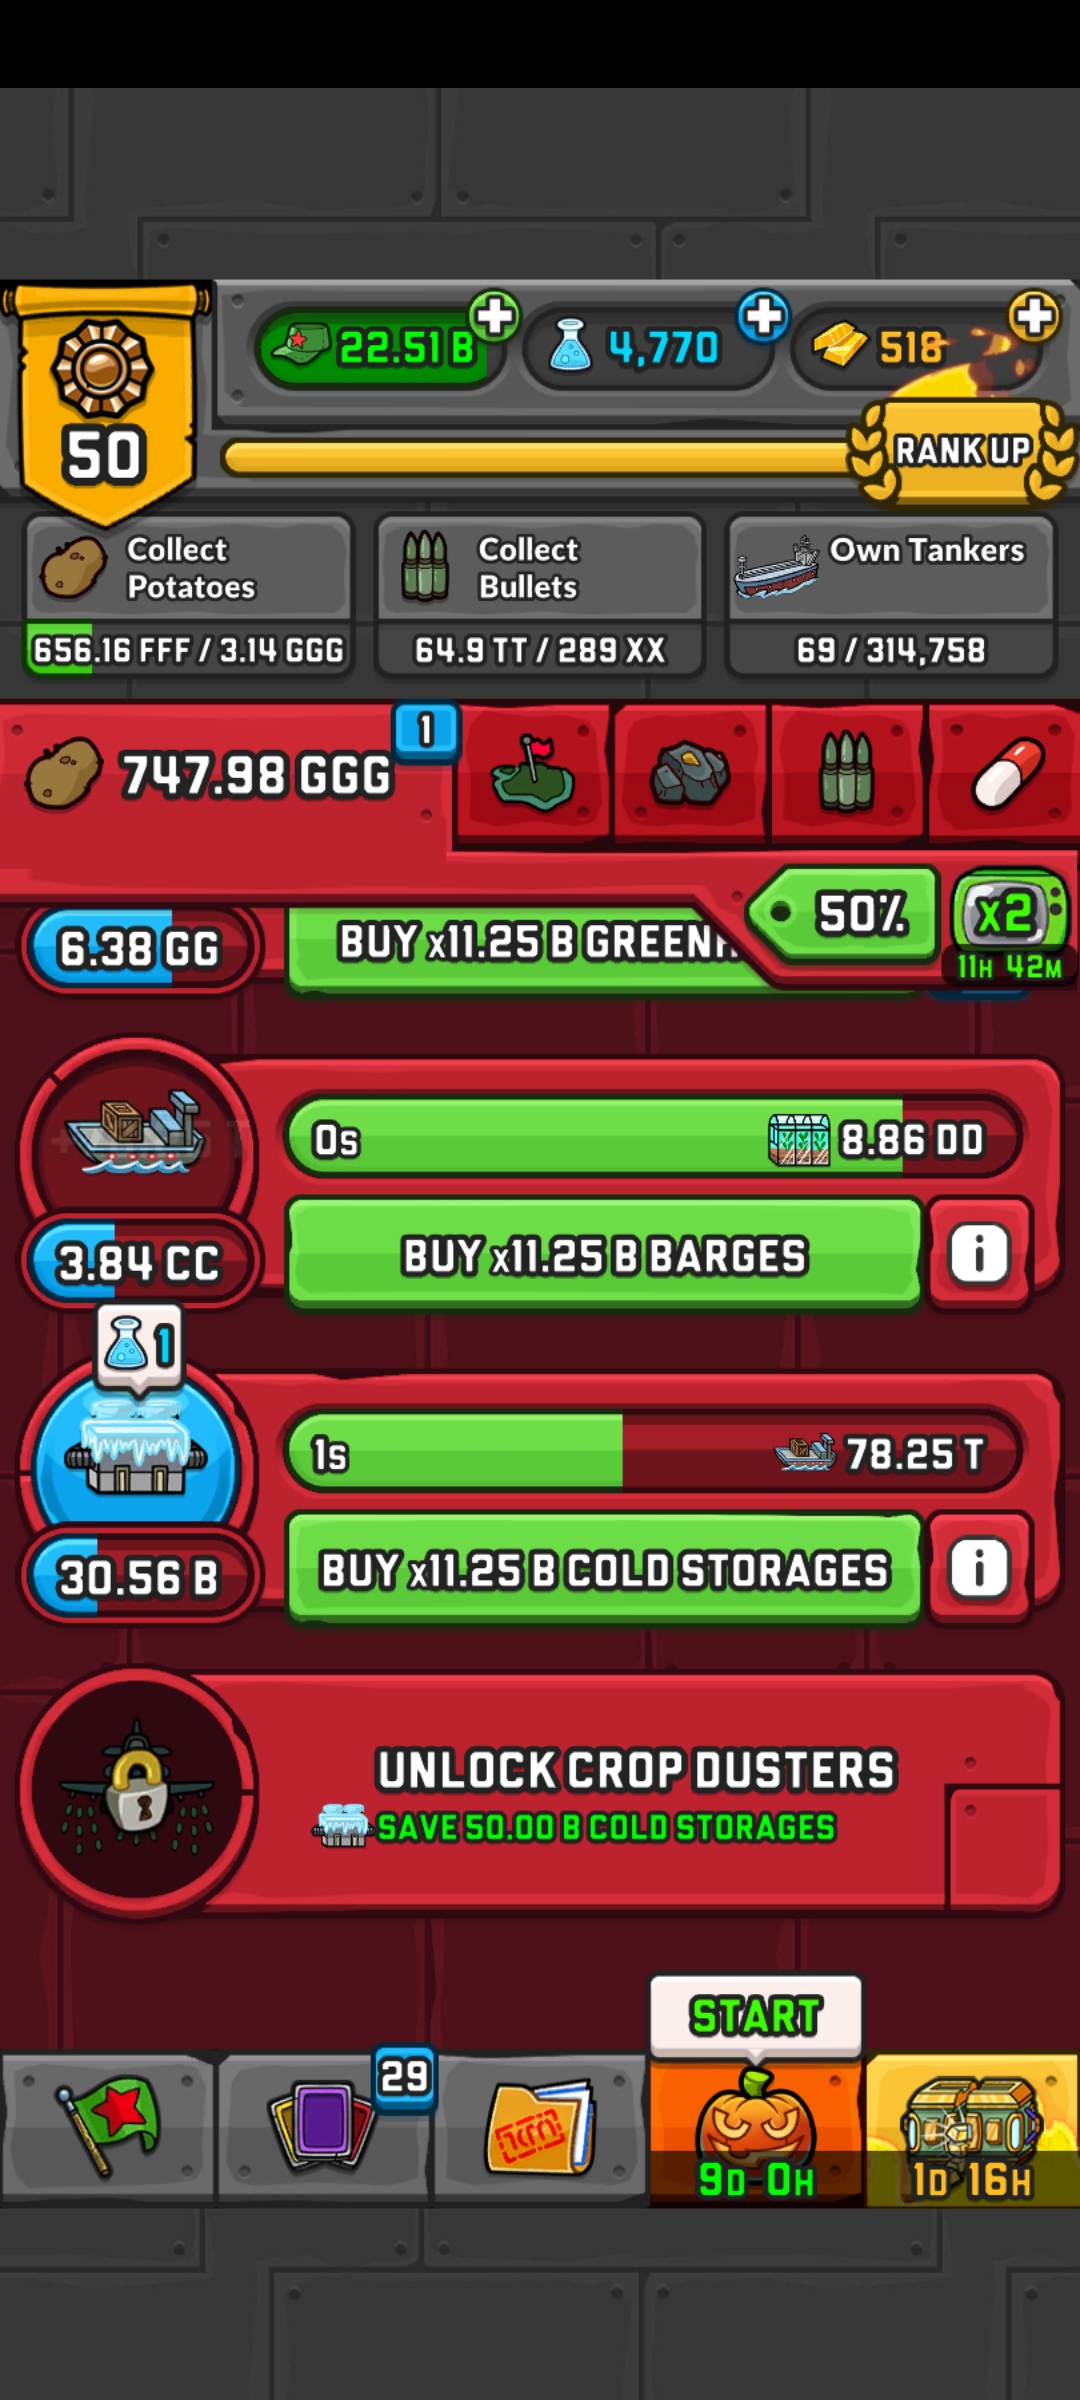 22.51 B
4,770
518
50
RANK UP
Collect
Potatoes
656.16 FFF / 3.14 GGG
Collect
Bullets
64.9 TT / 289 XX
Own Tankers
69 / 314,758
747.98 GGG
1
50%
x2
11H 42M
6.38 GG
BUY x11.25 B GREENH
0s
8.86 DD
3.84 CC
BUY x11.25 B BARGES
i
1
1s
78.25 T
30.56 B
BUY x11.25 B COLD STORAGES
i
UNLOCK CROP DUSTERS
SAVE 50.00 B COLD STORAGES
START
29
9D 0H
1D 16H